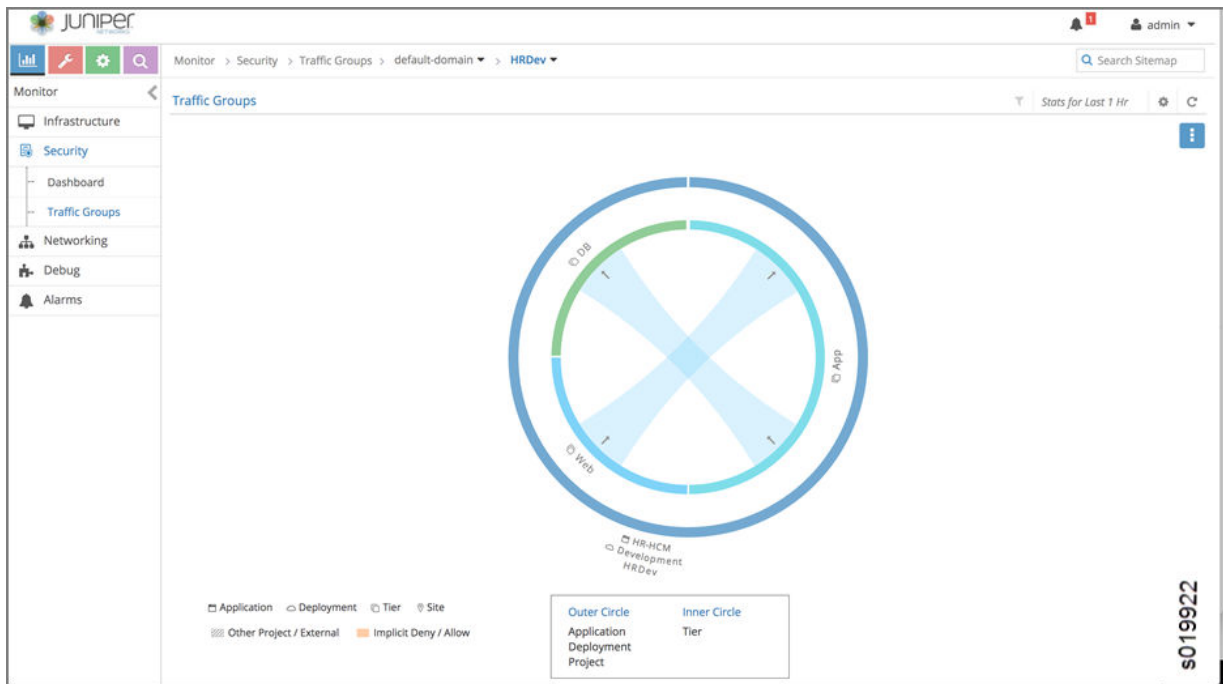 JUNIPER
NETWORKS
1
admin
Monitor > Security > Traffic Groups > default-domain > HRDev
Search Sitemap
Monitor
Traffic Groups
Stats for Last 1 Hr
Infrastructure
Security
Dashboard
Traffic Groups
Networking
Debug
Alarms
DB
App
Web
HR-HCM
Development
HRDev
Application Deployment Tier Site
Other Project / External Implicit Deny / Allow
Outer Circle Inner Circle
Application Tier
Deployment
Project
s019922